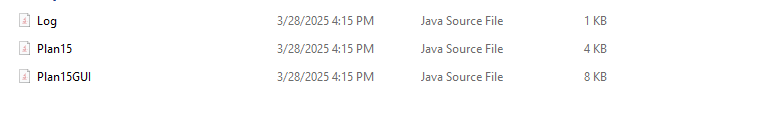 Log 3/28/2025 4:15 PM Java Source File 1 KB
Plan15 3/28/2025 4:15 PM Java Source File 4 KB
Plan15GUI 3/28/2025 4:15 PM Java Source File 8 KB